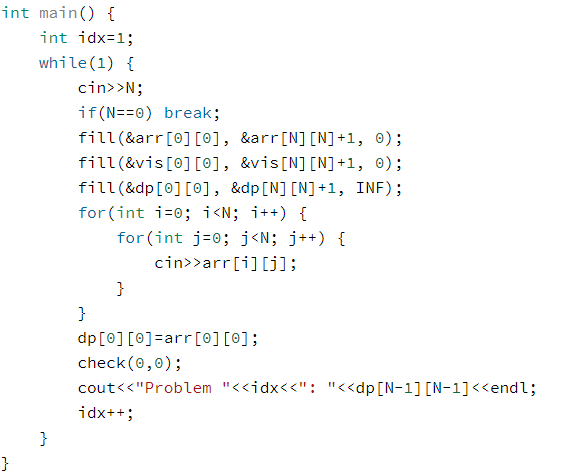 int main() {
    int idx=1;
    while(1) {
        cin>>N;
        if(N==0) break;
        fill(&arr[0][0], &arr[N][N]+1, 0);
        fill(&vis[0][0], &vis[N][N]+1, 0);
        fill(&dp[0][0], &dp[N][N]+1, INF);
        for(int i=0; i<N; i++) {
            for(int j=0; j<N; j++) {
                cin>>arr[i][j];
            }
        }
        dp[0][0]=arr[0][0];
        check(0,0);
        cout<<"Problem "<<idx<<": "<<dp[N-1][N-1]<<endl;
        idx++;
    }
}